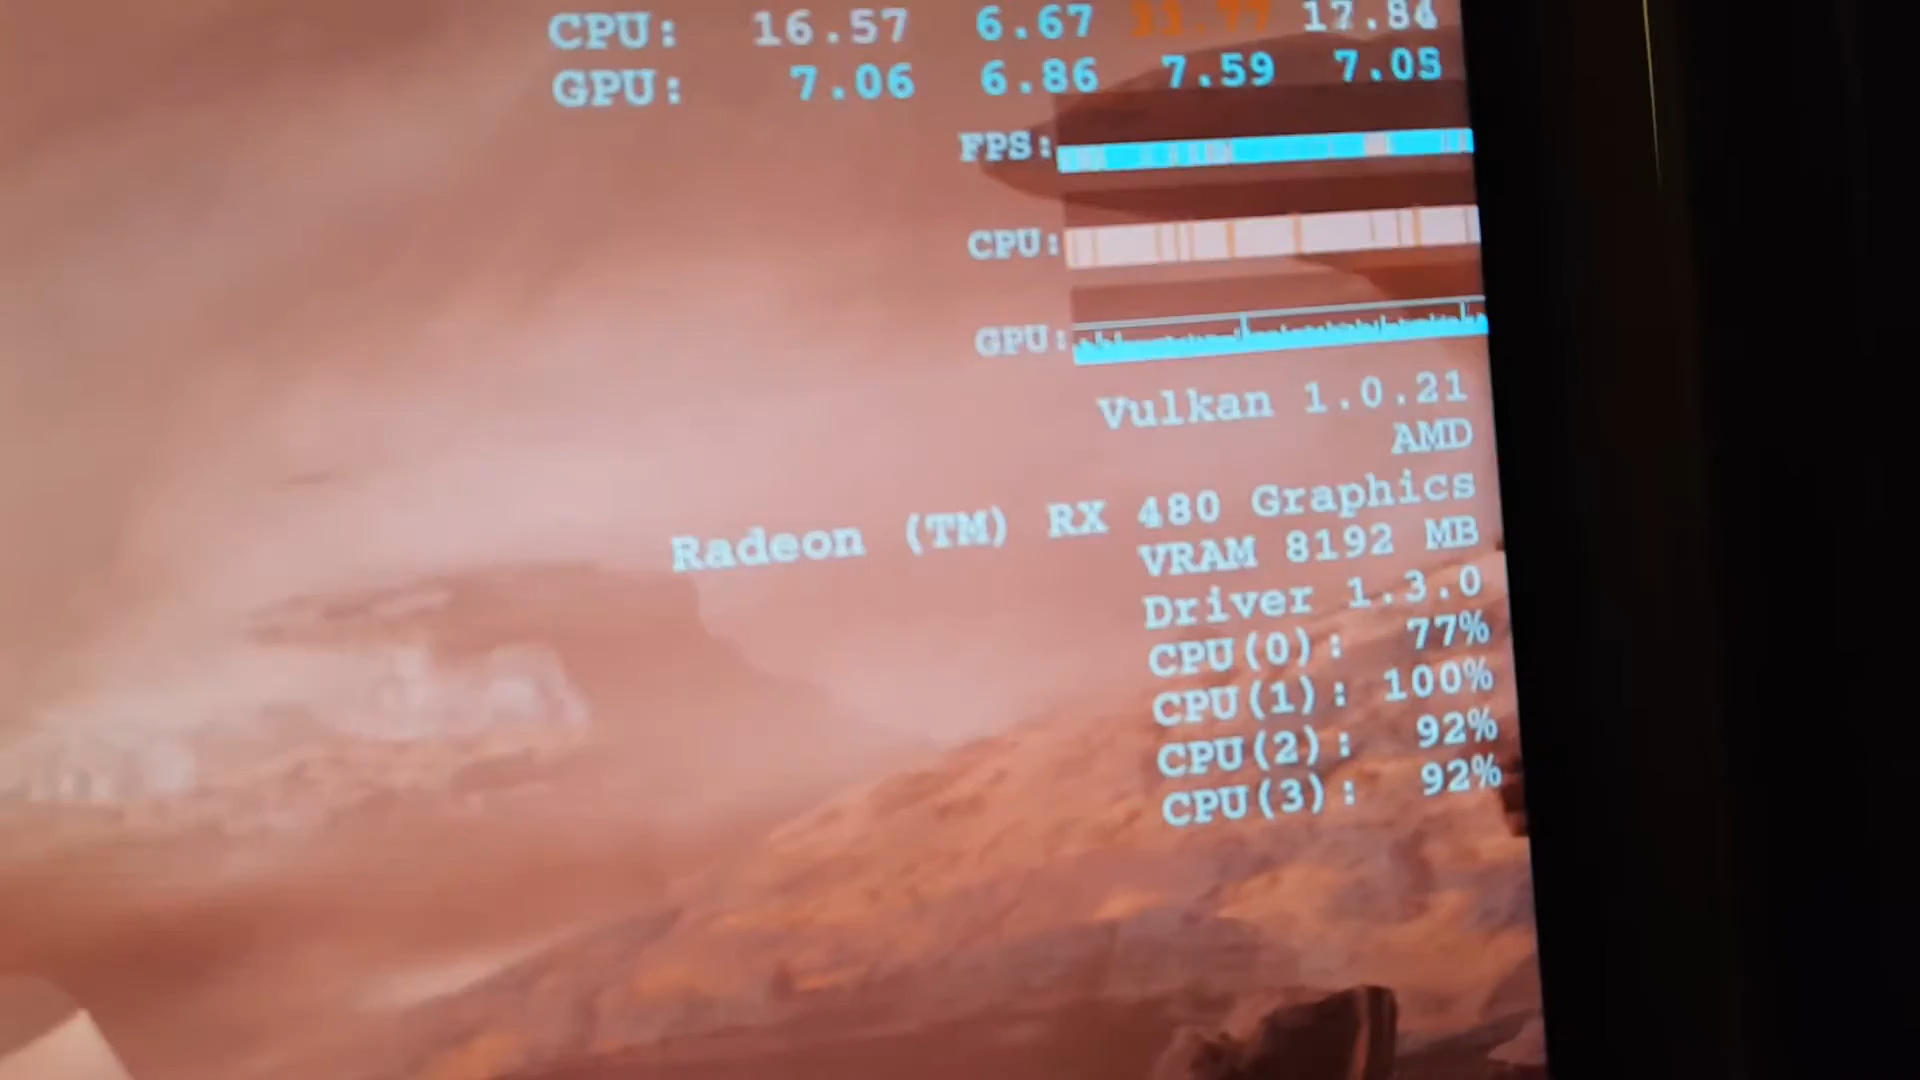 CPU: 16.57 6.67 33.77 17.84
GPU: 7.06 6.86 7.59 7.05
FPS:
CPU:
GPU:
Vulkan 1.0.21
AMD
Radeon (TM) RX 480 Graphics
VRAM 8192 MB
Driver 1.3.0
CPU(0): 77%
CPU(1): 100%
CPU(2): 92%
CPU(3): 92%